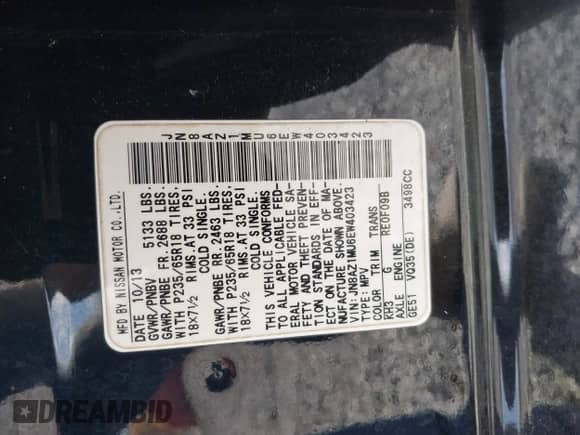 MFD BY NISSAN MOTOR CO.,LTD.
DATE 10/13
GVWR/PNBV 5133 LBS.
GAWR/PNBE FR. 2688 LBS.
WITH P235/65R18 TIRES,
18X7½ RIMS.AT 33 PSI
COLD SINGLE.
GAWR/PNBE RR. 2463 LBS.
WITH P235/65R18 TIRES,
18X7½ RIMS.AT 33 PSI
COLD SINGLE.
THIS VEHICLE CONFORMS
TO ALL APPLICABLE FED-
ERAL MOTOR VEHICLE SA-
FETY AND THEFT PREVEN-
TION STANDARDS IN EFF-
ECT ON THE DATE OF MA-
NUFACTURE SHOWN ABOVE.
VIN: JN8AZ1MU6EW403423
TYPE: MPV
COLOR TRIM TRANS
RH3 G RE0F09B
AXLE ENGINE
GE51 VQ35(DE) 3498CC
JN8AZ1MU6EW403423
DREAMBID